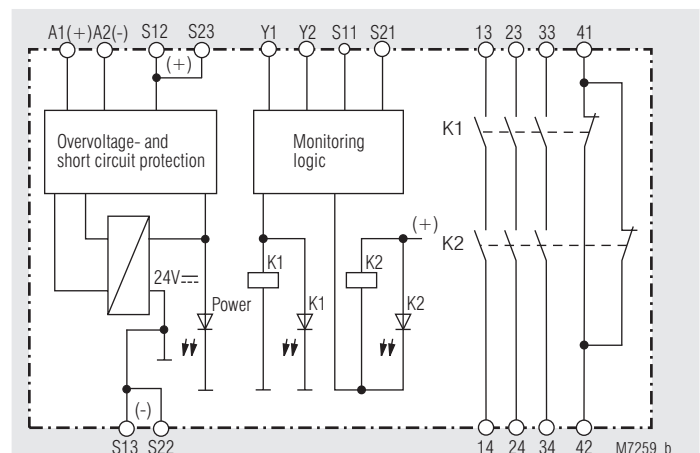 A1(+) A2(-) S12 S23 Y1 Y2 S11 S21 13 23 33 41
(+)
Overvoltage- and
short circuit protection
Monitoring
logic
K1
K2
(+)
K1
K2
24V
Power
K1
K2
(-)
S13 S22 14 24 34 42 M7259_b